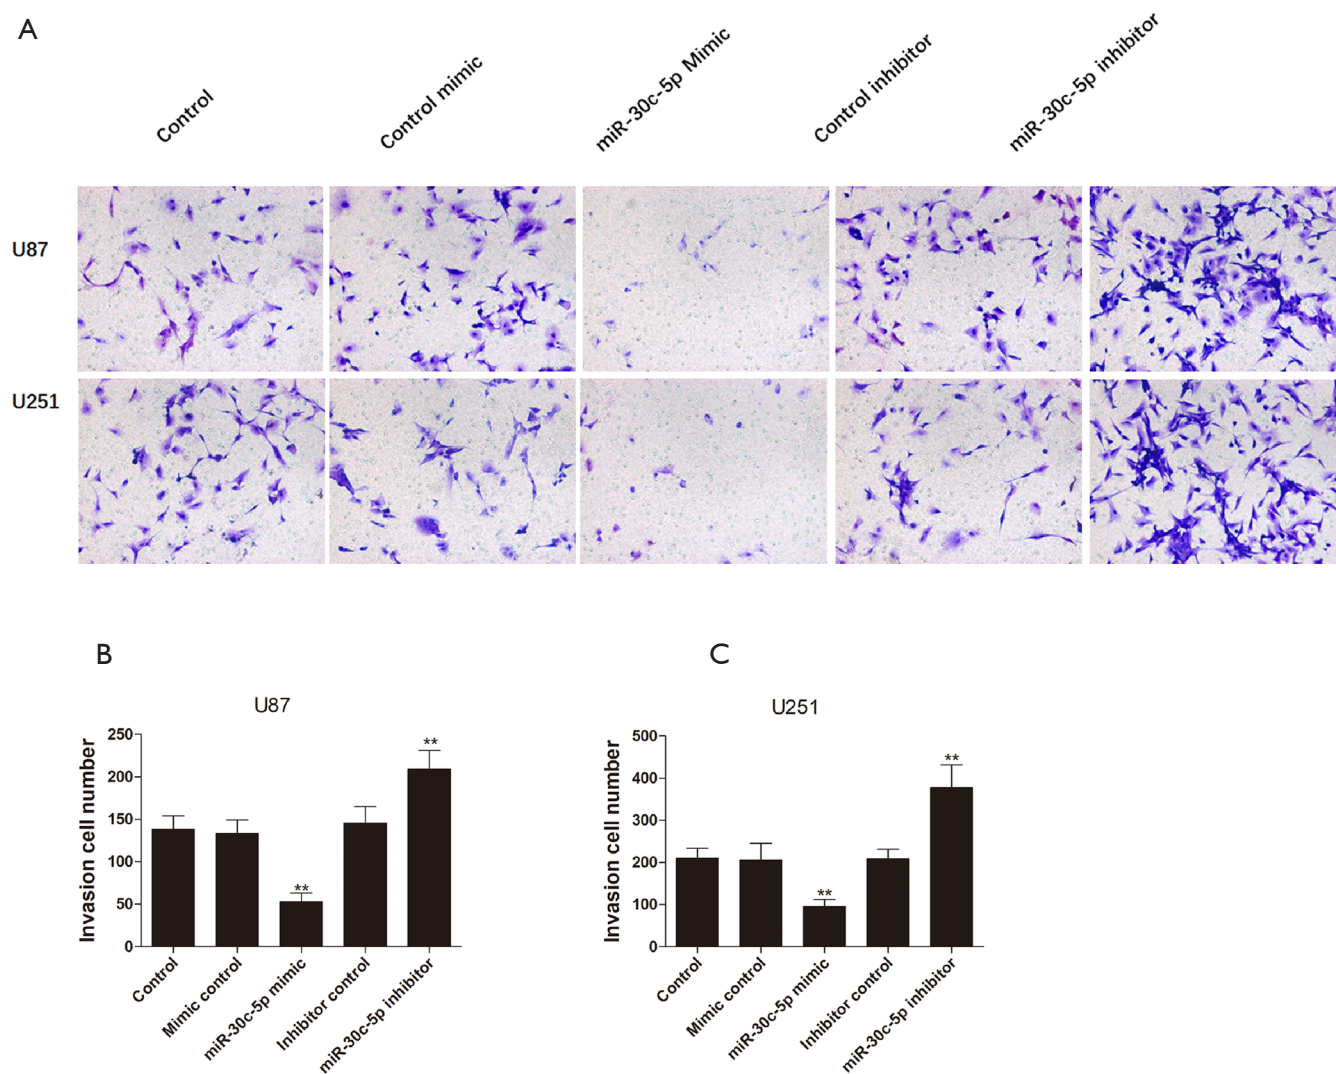 A
Control
Control mimic
miR-30c-5p Mimic
Control inhibitor
miR-30c-5p inhibitor
U87
U251
B
U87
Invasion cell number
250
200
150
100
50
0
**
**
Control
Mimic control
miR-30c-5p mimic
Inhibitor control
miR-30c-5p inhibitor
C
U251
Invasion cell number
500
400
300
200
100
0
**
**
Control
Mimic control
miR-30c-5p mimic
Inhibitor control
miR-30c-5p inhibitor